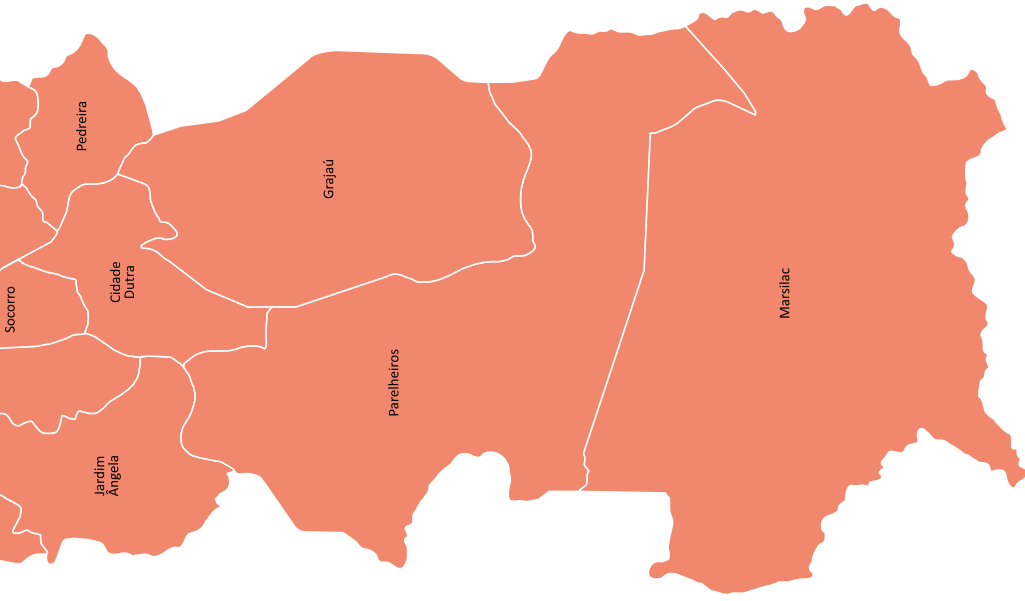 Pedreira
Grajaú
Cidade
Dutra
Socorro
Marsilac
Parelheiros
Jardim
Ângela